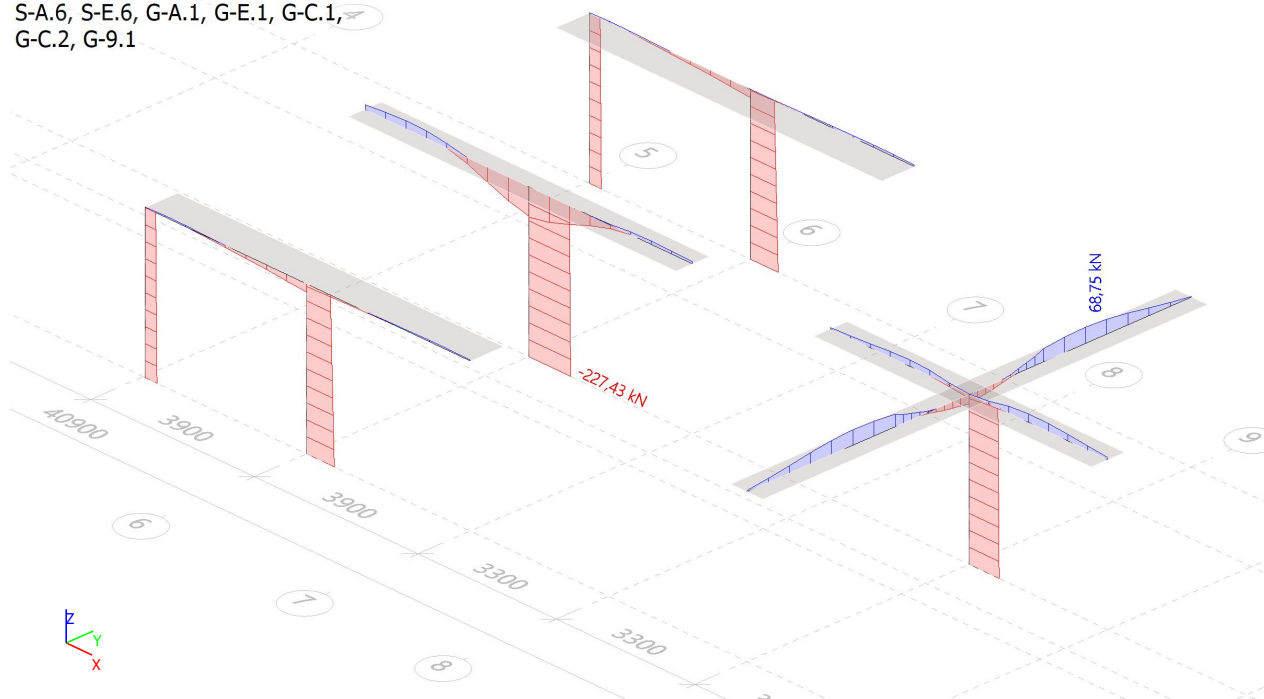 S-A.6, S-E.6, G-A.1, G-E.1, G-C.1,
G-C.2, G-9.1
4
5
6
7
8
9
68,75 kN
-227,43 kN
40900
3900
3900
3300
3300
6
7
8
Z
Y
X